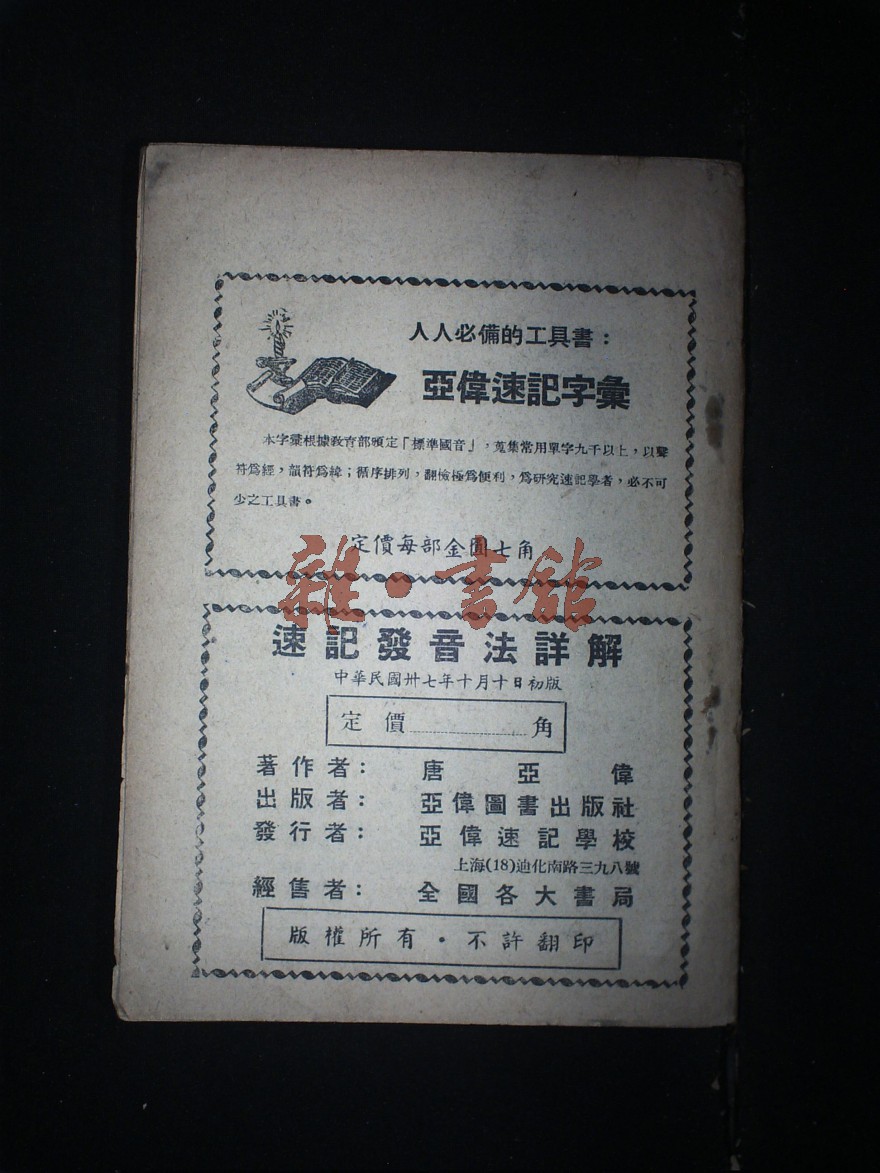 人人必備的工具書：
亞偉速記字彙
本字彙根據教育部頒定「標準國音」，蒐集常用單字九千以上，以聲
符爲經，韻符爲緯；循序排列，翻檢極爲便利，爲研究速記學者，必不可
少之工具書。
定價每部金圓七角
雜·書館
速記發音法詳解
中華民國卅七年十月十日初版
定價 角
著作者： 唐亞偉
出版者： 亞偉圖書出版社
發行者： 亞偉速記學校
上海(18)迪化南路三九八號
經售者： 全國各大書局
版權所有·不許翻印